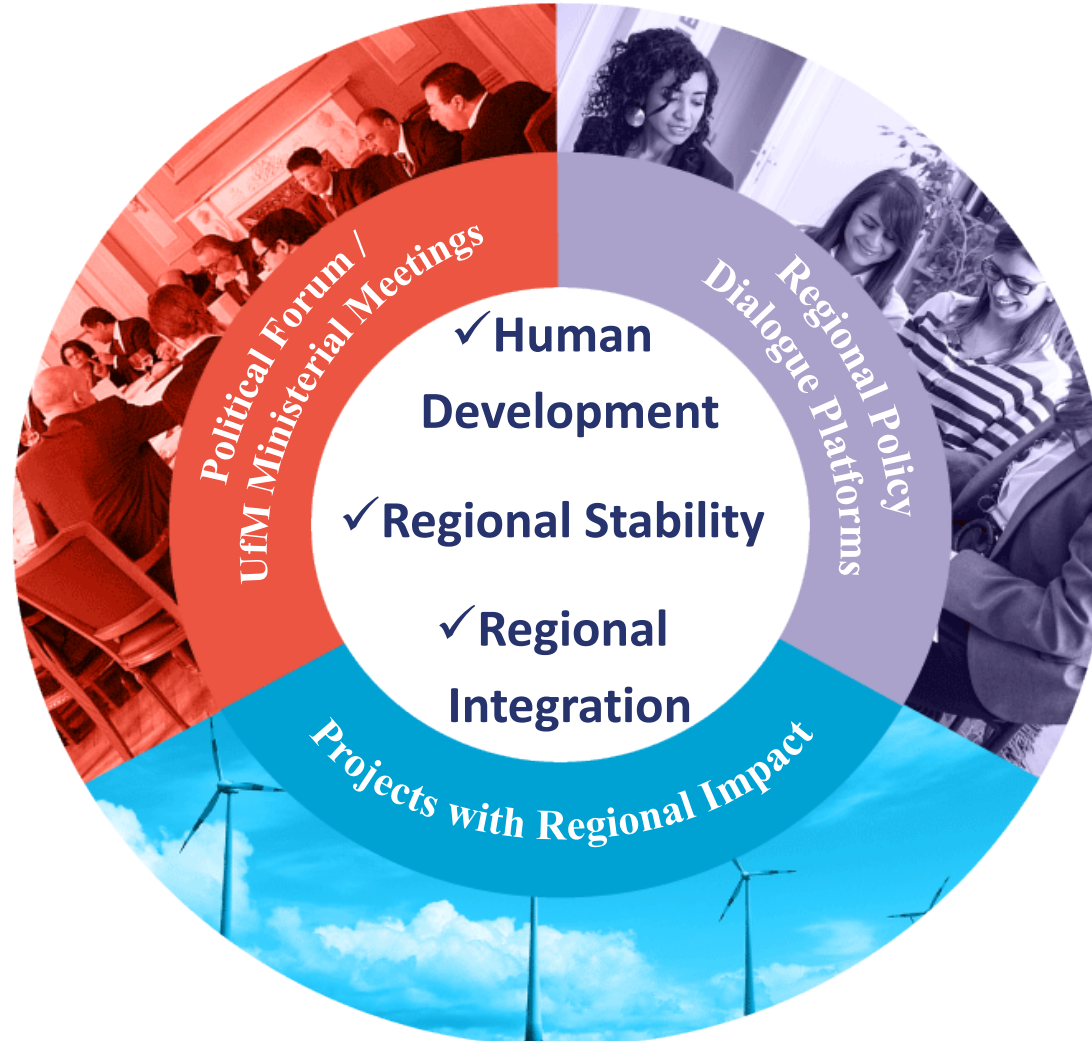 Political Forum /
UfM Ministerial Meetings
Regional Policy
Dialogue Platforms
✓Human
Development
✓Regional Stability
✓Regional
Integration
Projects with Regional Impact